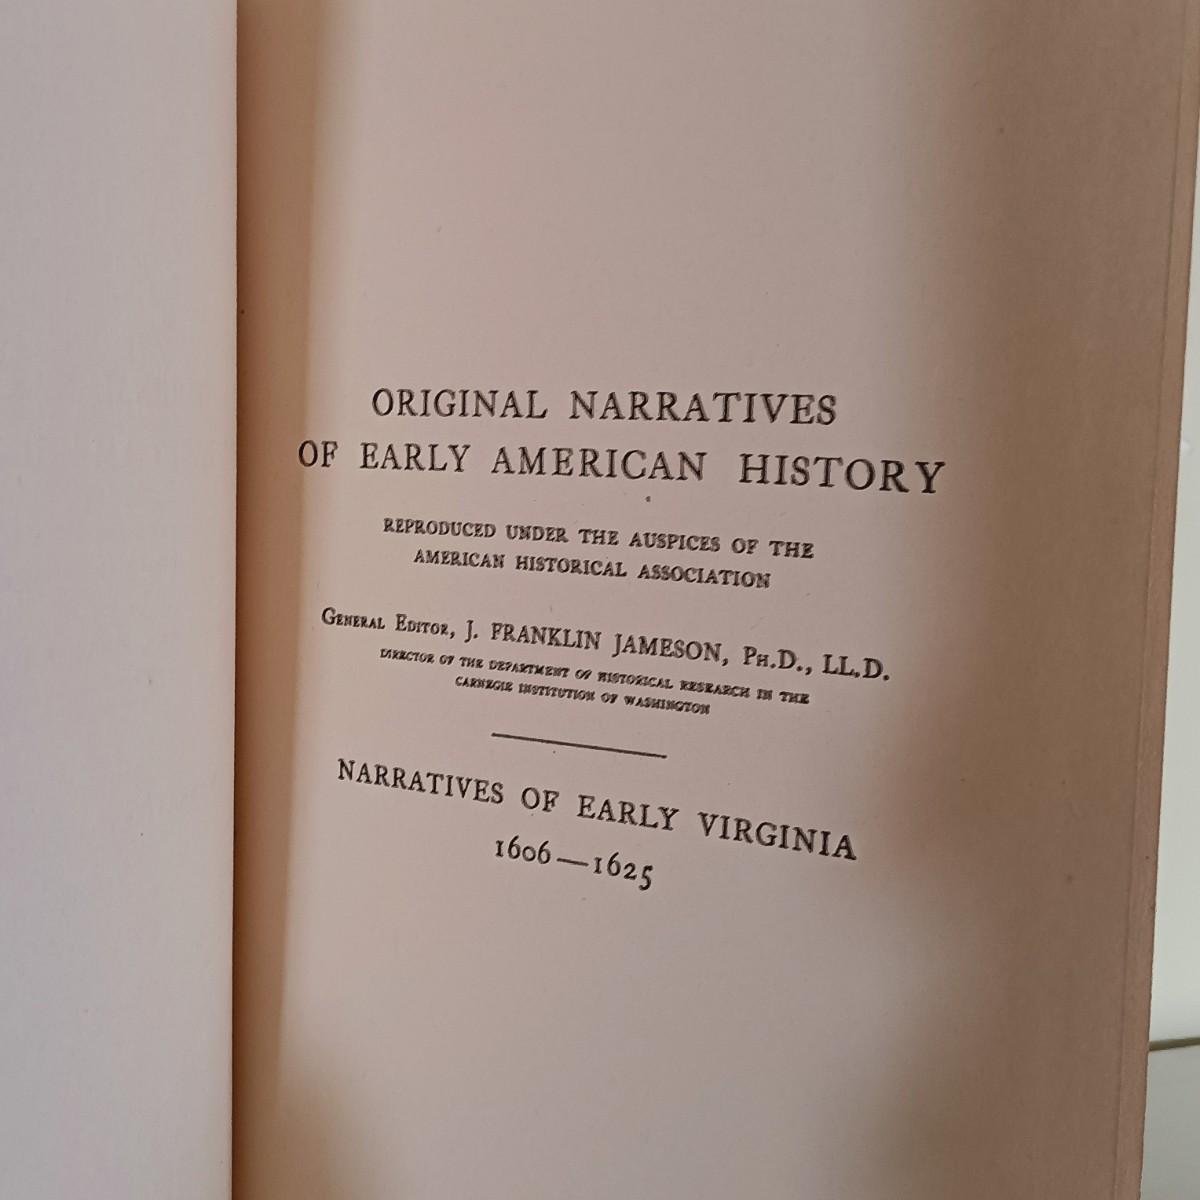 ORIGINAL NARRATIVES
OF EARLY AMERICAN HISTORY
REPRODUCED UNDER THE AUSPICES OF THE
AMERICAN HISTORICAL ASSOCIATION
GENERAL EDITOR, J. FRANKLIN JAMESON, PH.D., LL.D.
DIRECTOR OF THE DEPARTMENT OF HISTORICAL RESEARCH IN THE
CARNEGIE INSTITUTION OF WASHINGTON
NARRATIVES OF EARLY VIRGINIA
1606—1625